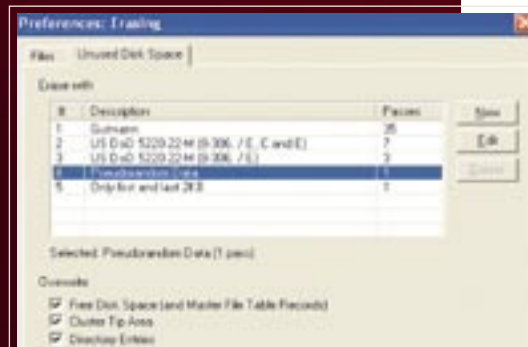 Preferences: Erasing
Files Unused Disk Space
Erase with
# Description Passes
1 Gutmann 35
2 US DoD 5220.22-M (8-306. / E, C and E) 7
3 US DoD 5220.22-M (8-306. / E) 3
4 Pseudorandom Data 1
5 Only first and last 2KB 1
New
Edit
Delete
Selected: Pseudorandom Data (1 pass)
Overwrite
Free Disk Space (and Master File Table Records)
Cluster Tip Area
Directory Entries